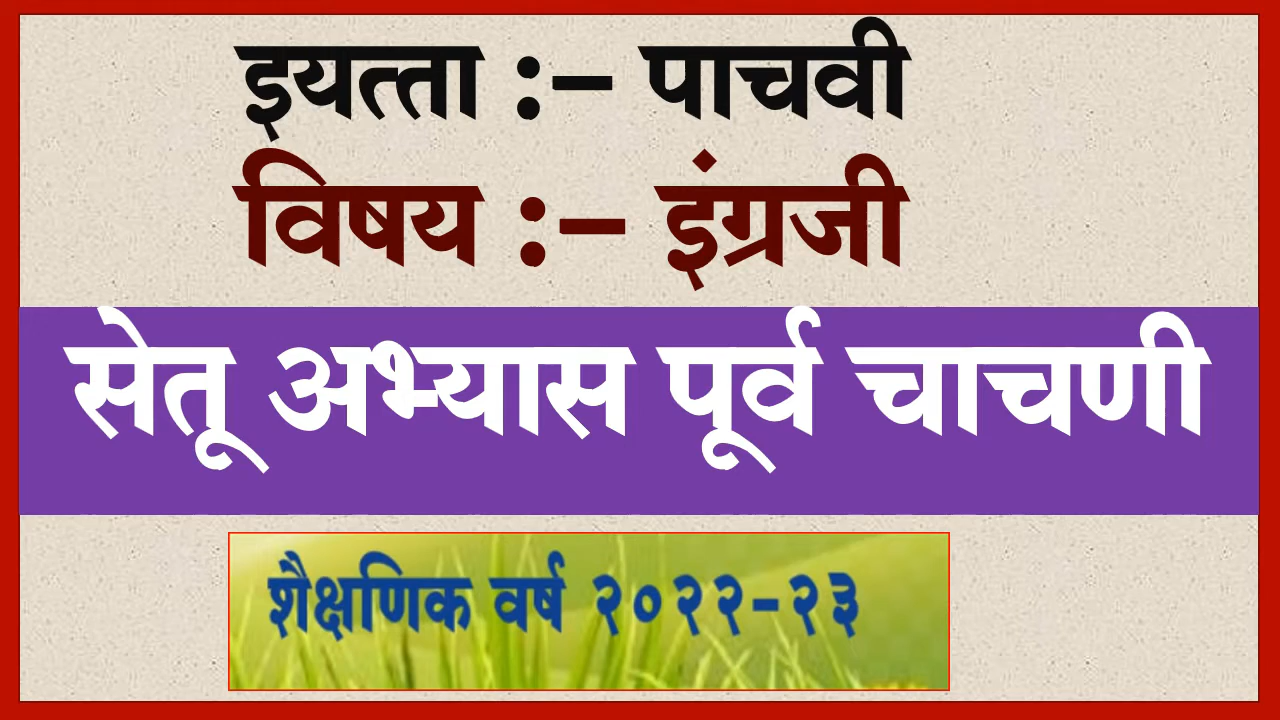 इयत्ता :– पाचवी
विषय :– इंग्रजी
सेतू अभ्यास पूर्व चाचणी
शैक्षणिक वर्ष २०२२-२३